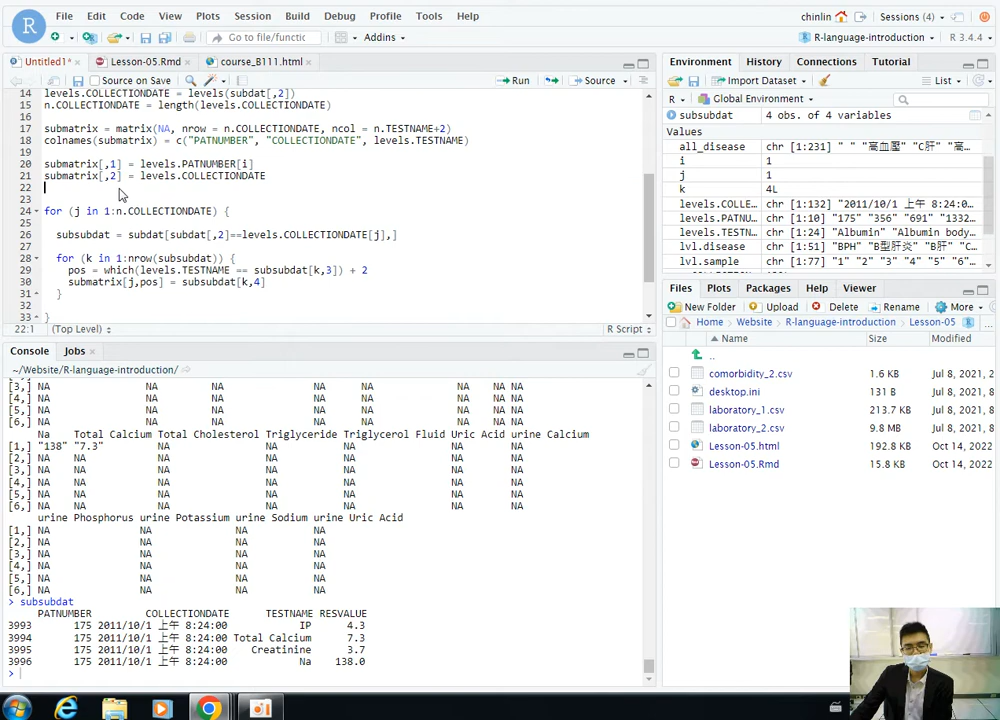 File Edit Code View Plots Session Build Debug Profile Tools Help
chinlin Sessions (4)
R
Go to file/functic
Addins
R-language-introduction
R 3.4.4
Untitled1* Lesson-05.Rmd course_B111.html
Source on Save
Run Source
14 levels.COLLECTIONDATE = levels(subdat[,2])
15 n.COLLECTIONDATE = length(levels.COLLECTIONDATE)
16
17 submatrix = matrix(NA, nrow = n.COLLECTIONDATE, ncol = n.TESTNAME+2)
18 colnames(submatrix) = c("PATNUMBER", "COLLECTIONDATE", levels.TESTNAME)
19
20 submatrix[,1] = levels.PATNUMBER[i]
21 submatrix[,2] = levels.COLLECTIONDATE
22
23
24 for (j in 1:n.COLLECTIONDATE) {
25
26 subsubdat = subdat[subdat[,2]==levels.COLLECTIONDATE[j],]
27
28 for (k in 1:nrow(subsubdat)) {
29 pos = which(levels.TESTNAME == subsubdat[k,3]) + 2
30 submatrix[j,pos] = subsubdat[k,4]
31 }
32
33 }
22:1 (Top Level) R Script
Console Jobs
~/Website/R-language-introduction/
[3,] NA NA NA NA NA NA NA NA
[4,] NA NA NA NA NA NA NA NA
[5,] NA NA NA NA NA NA NA NA
[6,] NA NA NA NA NA NA NA NA
Na Total Calcium Total Cholesterol Triglyceride Triglycerol Fluid Uric Acid urine Calcium
[1,] "138" "7.3" NA NA NA NA NA
[2,] NA NA NA NA NA NA NA
[3,] NA NA NA NA NA NA NA
[4,] NA NA NA NA NA NA NA
[5,] NA NA NA NA NA NA NA
[6,] NA NA NA NA NA NA NA
urine Phosphorus urine Potassium urine Sodium urine Uric Acid
[1,] NA NA NA NA
[2,] NA NA NA NA
[3,] NA NA NA NA
[4,] NA NA NA NA
[5,] NA NA NA NA
[6,] NA NA NA NA
> subsubdat
PATNUMBER COLLECTIONDATE TESTNAME RESVALUE
3993 175 2011/10/1 上午 8:24:00 IP 4.3
3994 175 2011/10/1 上午 8:24:00 Total Calcium 7.3
3995 175 2011/10/1 上午 8:24:00 Creatinine 3.7
3996 175 2011/10/1 上午 8:24:00 Na 138.0
>
Environment History Connections Tutorial
Import Dataset List
R Global Environment
subsubdat 4 obs. of 4 variables
Values
all_disease chr [1:231] " " "高血壓" "C肝" "高…
i 1
j 1
k 4L
levels.COLLE… chr [1:132] "2011/10/1 上午 8:24:0…
levels.PATNU… chr [1:10] "175" "356" "691" "1332…
levels.TESTN… chr [1:24] "Albumin" "Albumin body…
lvl.disease chr [1:51] "BPH" "B型肝炎" "B肝" "C…
lvl.sample chr [1:77] "1" "2" "3" "4" "5" "6"…
Files Plots Packages Help Viewer
New Folder Upload Delete Rename More
Home Website R-language-introduction Lesson-05 ...
Name Size Modified
..
comorbidity_2.csv 1.6 KB Jul 8, 2021, 8
desktop.ini 131 B Jul 8, 2021, 8
laboratory_1.csv 213.7 KB Jul 8, 2021, 8
laboratory_2.csv 9.8 MB Jul 8, 2021, 8
Lesson-05.html 192.8 KB Oct 14, 2022
Lesson-05.Rmd 15.8 KB Oct 14, 2022